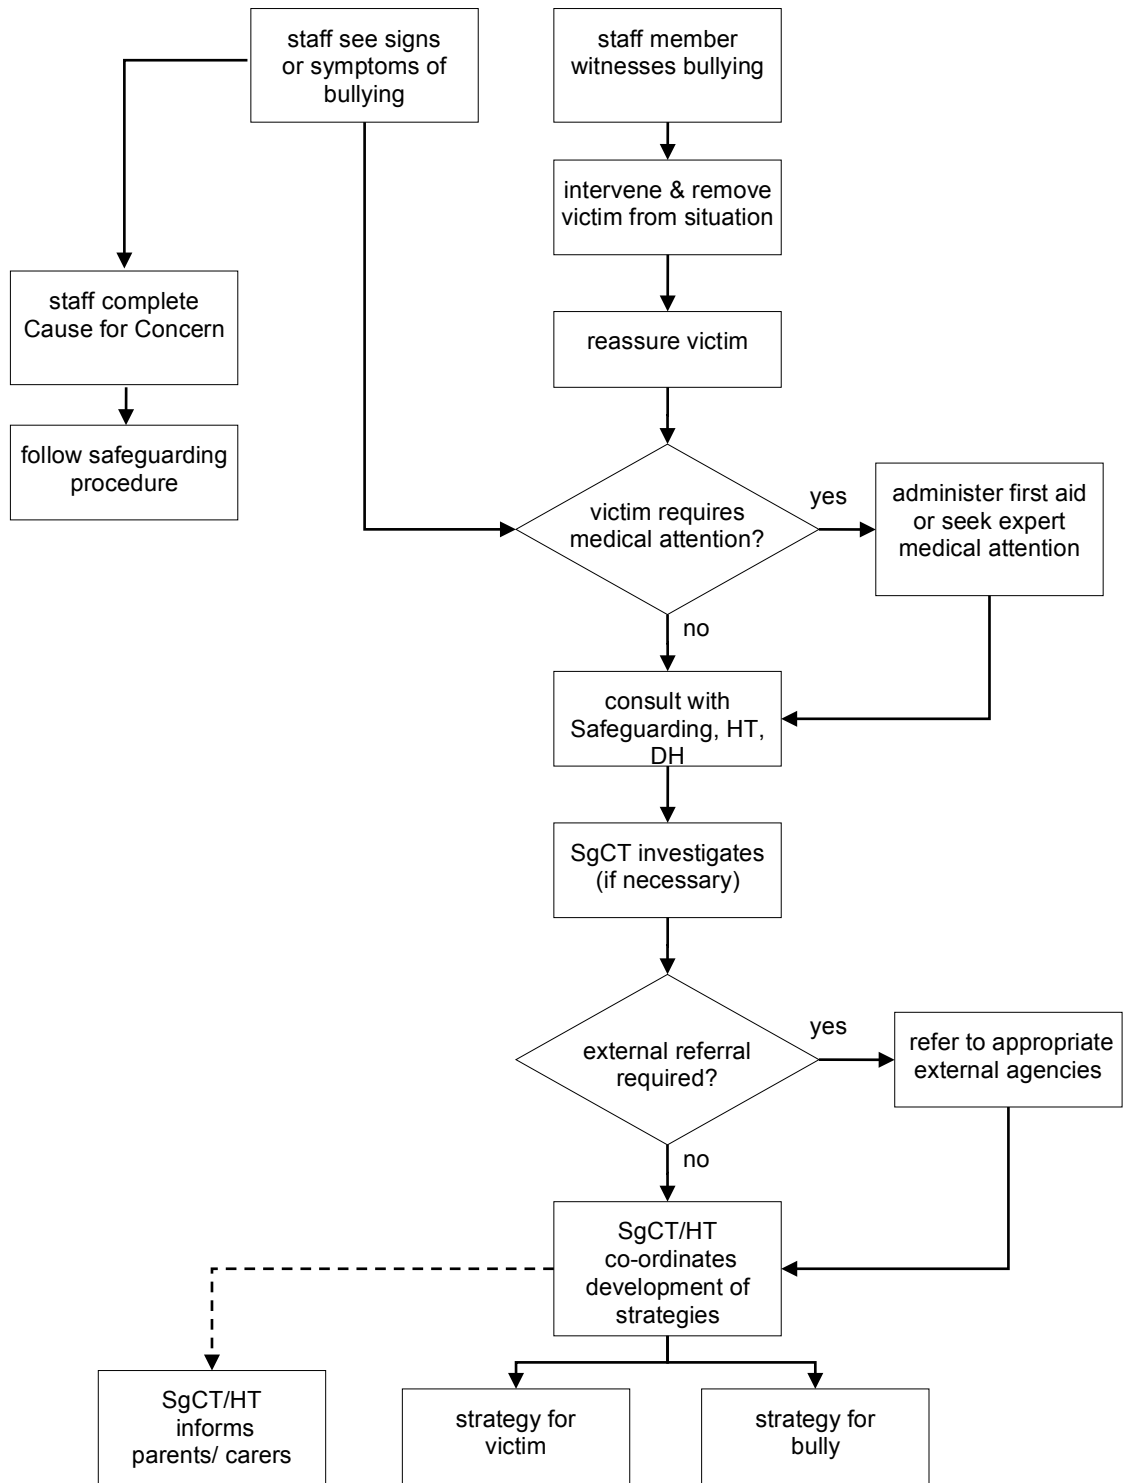 staff see signs
or symptoms of
bullying
staff member
witnesses bullying
intervene & remove
victim from situation
staff complete
Cause for Concern
reassure victim
follow safeguarding
procedure
victim requires
medical attention?
yes
administer first aid
or seek expert
medical attention
no
consult with
Safeguarding, HT,
DH
SgCT investigates
(if necessary)
external referral
required?
yes
refer to appropriate
external agencies
no
SgCT/HT
co-ordinates
development of
strategies
SgCT/HT
informs
parents/ carers
strategy for
victim
strategy for
bully